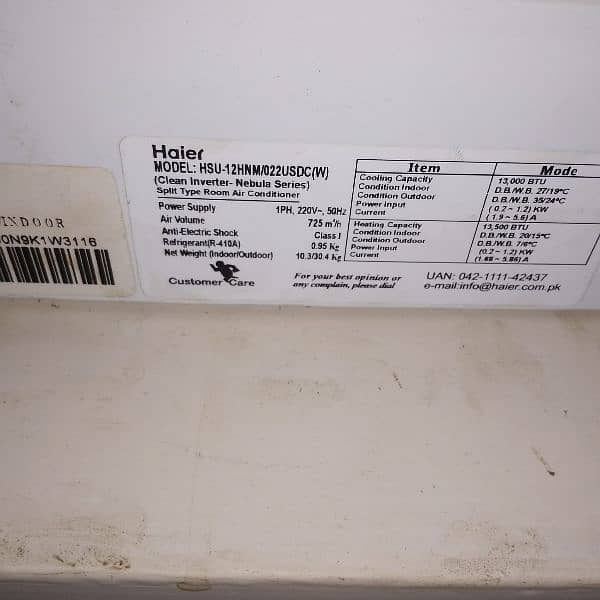 INDOOR
0N9K1W3116
Haier
MODEL: HSU-12HNM/022USDC(W)
(Clean Inverter- Nebula Series)
Split Type Room Air Conditioner
Power Supply 1PH, 220V~, 50Hz
Air Volume 725 m³/h
Anti-Electric Shock Class I
Refrigerant(R-410A) 0.95 Kg
Net Weight (Indoor/Outdoor) 10.3/30.4 Kg
Customer Care
For your best opinion or
any complain, please dial
Item Mode
Cooling Capacity 13,000 BTU
Condition Indoor D.B./W.B. 27/19°C
Condition Outdoor D.B./W.B. 35/24°C
Power Input ( 0.2 ~ 1.2) KW
Current ( 1.9 ~ 5.6) A
Heating Capacity 13,500 BTU
Condition Indoor D.B./W.B. 20/15°C
Condition Outdoor D.B./W.B. 7/6°C
Power Input (0.2 ~ 1.2) KW
Current (1.48 ~ 5.86) A
UAN: 042-1111-42437
e-mail:info@haier.com.pk